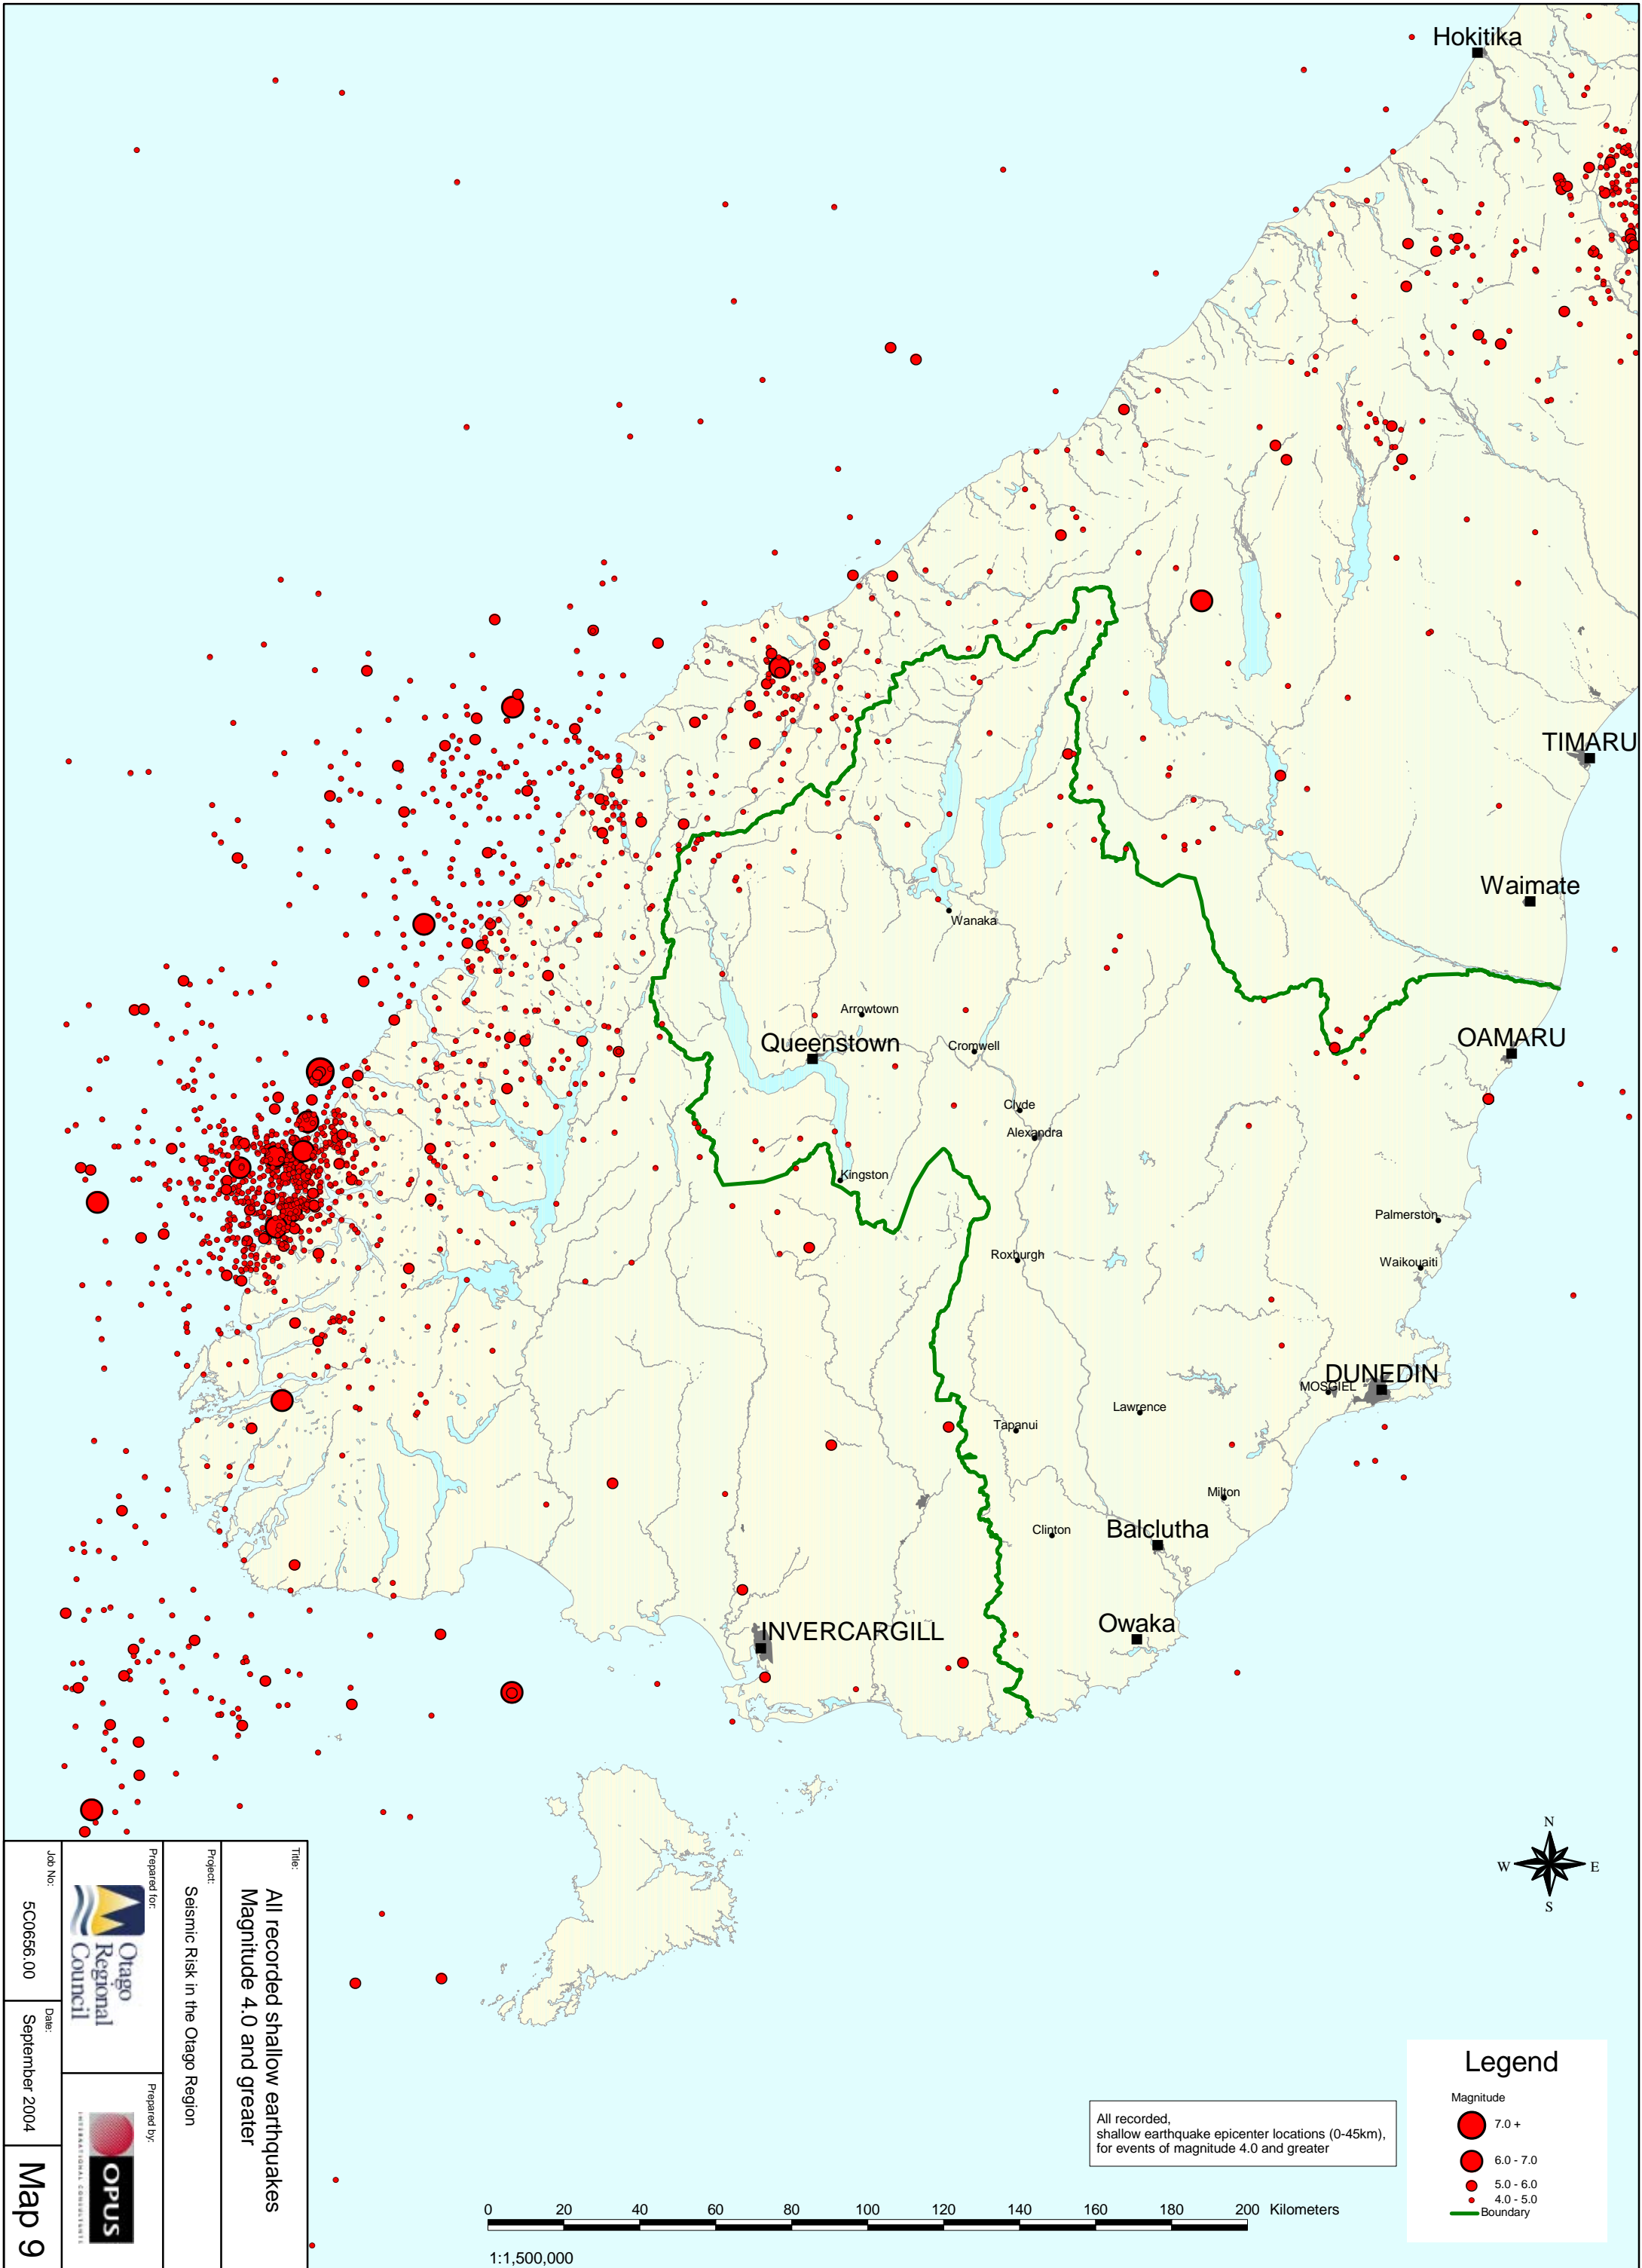 Hokitika
TIMARU
Waimate
Wanaka
Arrowtown
Queenstown
Cromwell
OAMARU
Clyde
Alexandra
Kingston
Palmerston
Roxburgh
Waikouaiti
DUNEDIN
MOSGIEL
Lawrence
Tapanui
Milton
Clinton
Balclutha
INVERCARGILL
Owaka
N
W E
S
Title:
All recorded shallow earthquakes
Magnitude 4.0 and greater
Project:
Seismic Risk in the Otago Region
Prepared for:
Otago
Regional
Council
Prepared by:
OPUS
INTERNATIONAL CONSULTANTS
Job No:
5C0656.00
Date:
September 2004
Map 9
All recorded,
shallow earthquake epicenter locations (0-45km),
for events of magnitude 4.0 and greater
Legend
Magnitude
7.0 +
6.0 - 7.0
5.0 - 6.0
4.0 - 5.0
Boundary
0 20 40 60 80 100 120 140 160 180 200 Kilometers
1:1,500,000